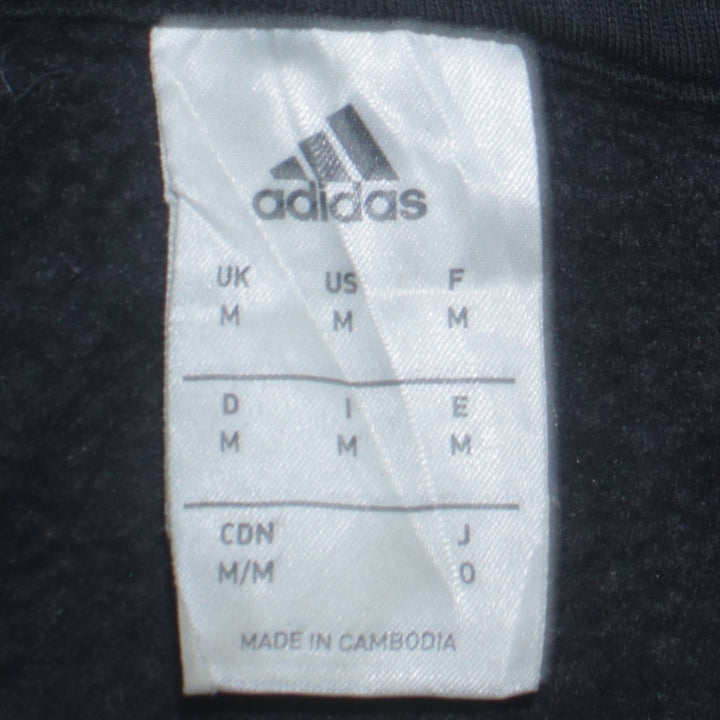 adidas
UK US F
M M M
D I E
M M M
CDN J
M/M O
MADE IN CAMBODIA